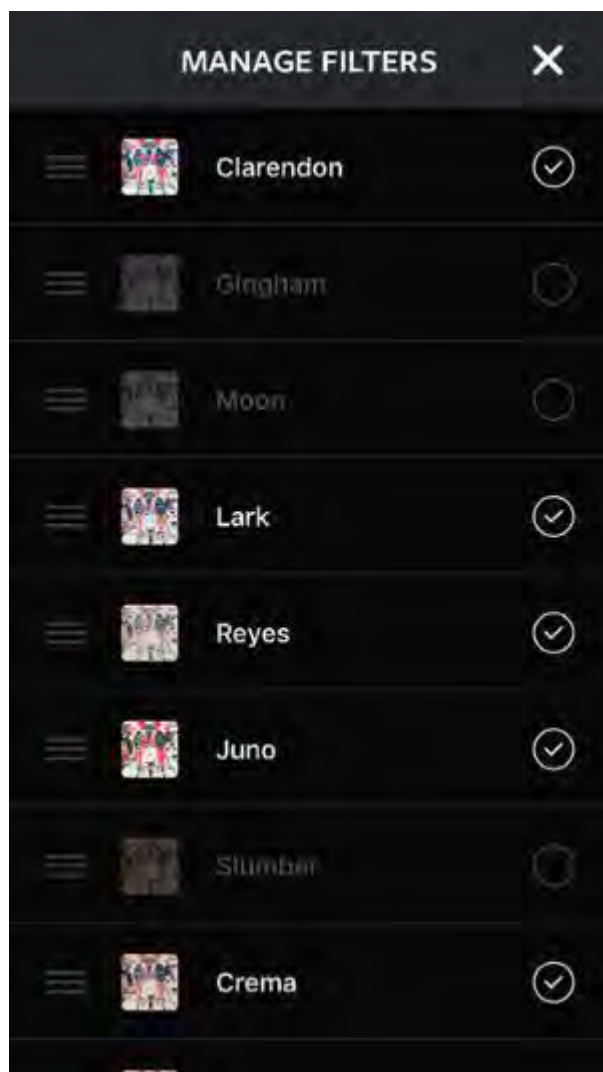 MANAGE FILTERS
Clarendon
Gingham
Moon
Lark
Reyes
Juno
Slumber
Crema